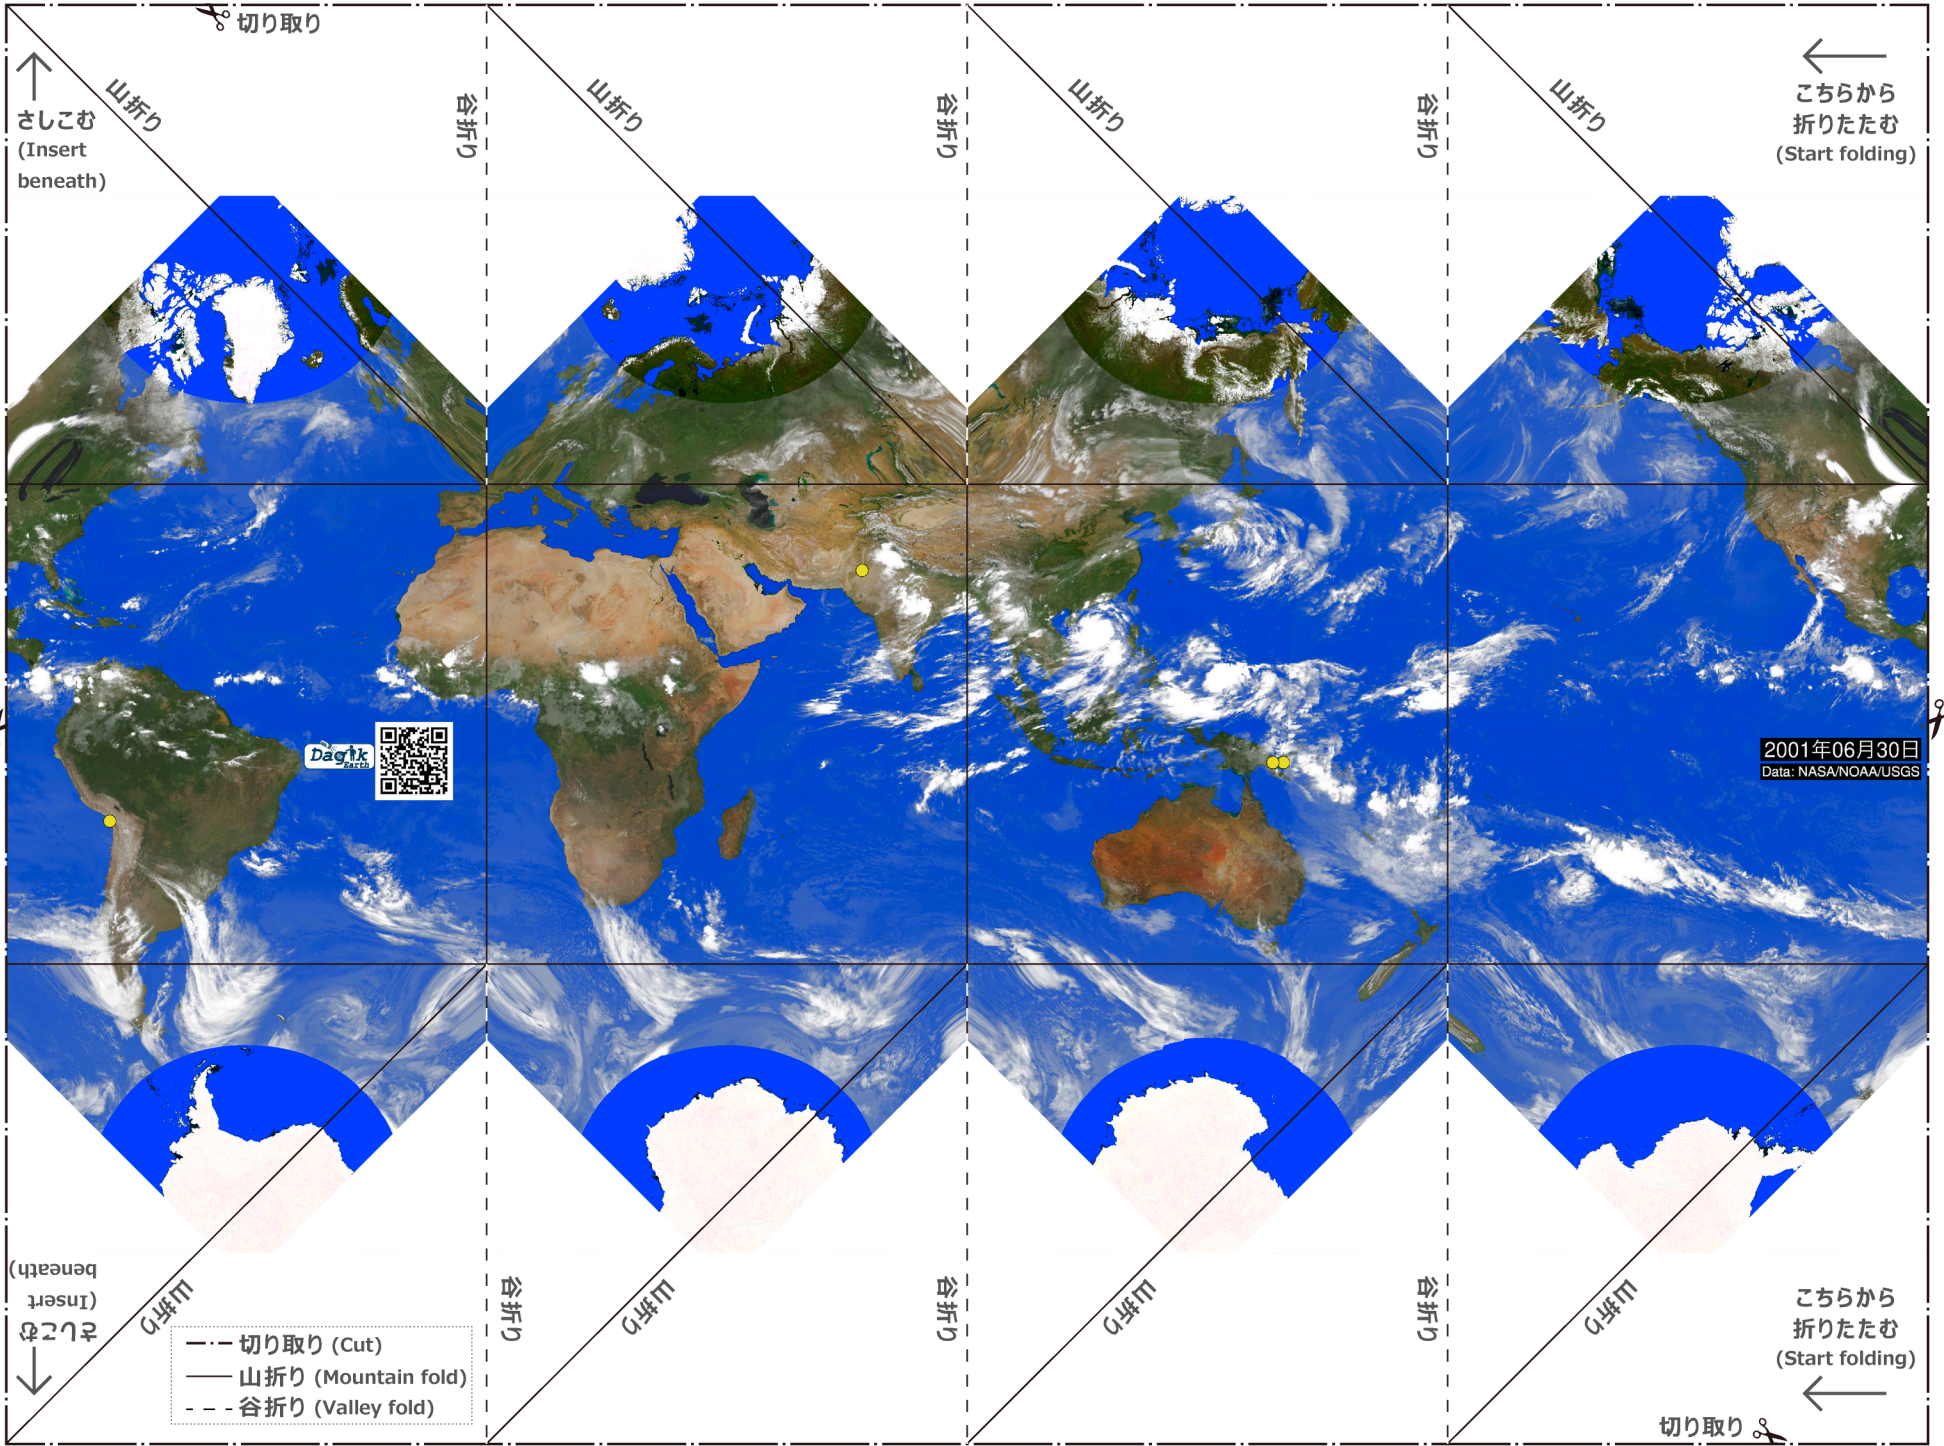 切り取り
山折り
谷折り
山折り
谷折り
山折り
谷折り
山折り
さしこむ
(Insert
beneath)
こちらから
折りたたむ
(Start folding)
Dagik
Earth
2001年06月30日
Data: NASA/NOAA/USGS
さしこむ
(Insert
beneath)
山折り
谷折り
山折り
谷折り
山折り
谷折り
山折り
こちらから
折りたたむ
(Start folding)
切り取り (Cut)
山折り (Mountain fold)
谷折り (Valley fold)
切り取り